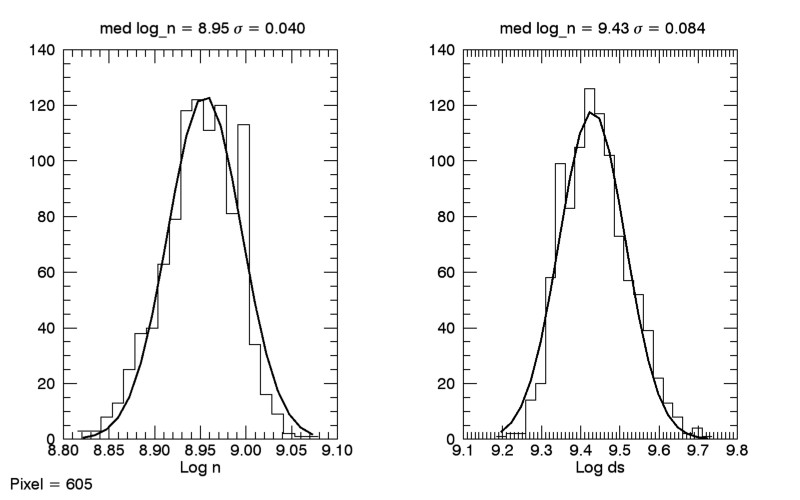 med log_n = 8.95 σ = 0.040
140
120
100
80
60
40
20
0
8.80 8.85 8.90 8.95 9.00 9.05 9.10
Log n
med log_n = 9.43 σ = 0.084
140
120
100
80
60
40
20
0
9.1 9.2 9.3 9.4 9.5 9.6 9.7 9.8
Log ds
Pixel = 605